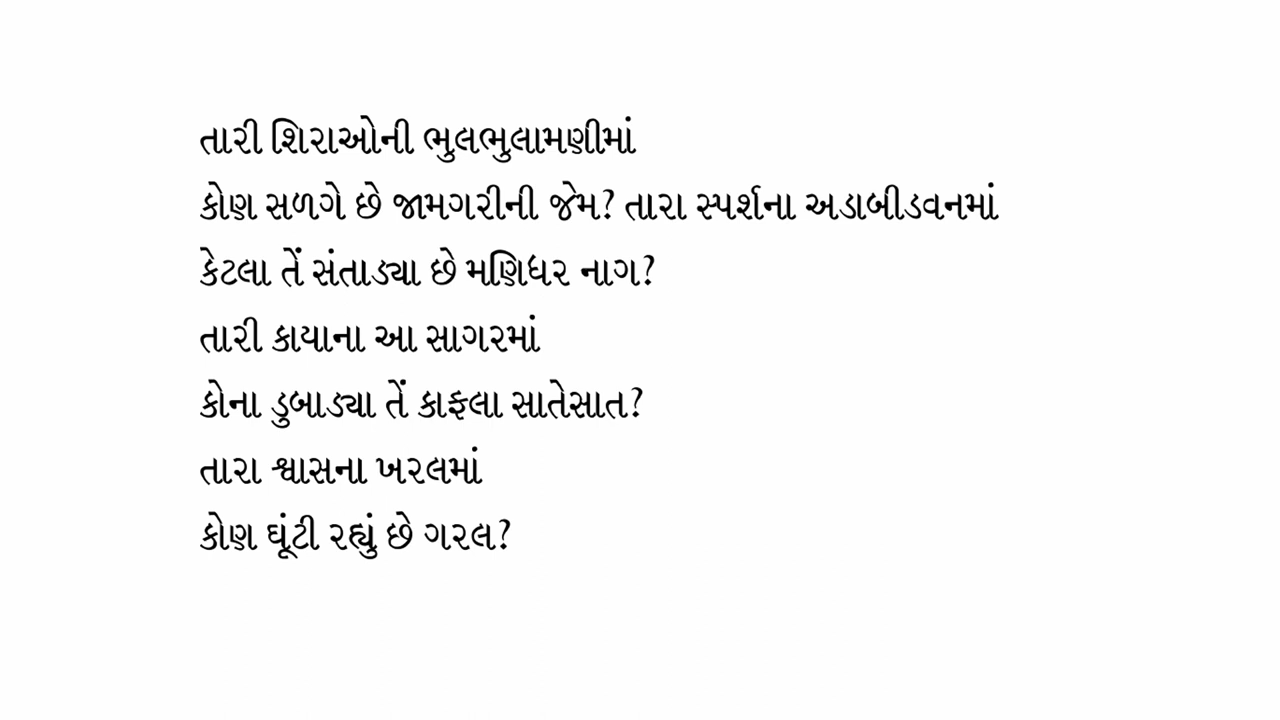 તારી શિરાઓની ભુલભુલામણીમાં
કોણ સળગે છે જામગરીની જેમ? તારા સ્પર્શના અડાબીડવનમાં
કેટલા તેં સંતાડ્યા છે મણિધર નાગ?
તારી કાયાના આ સાગરમાં
કોના ડુબાડ્યા તેં કાફલા સાતેસાત?
તારા શ્વાસના ખરલમાં
કોણ ઘૂંટી રહ્યું છે ગરલ?